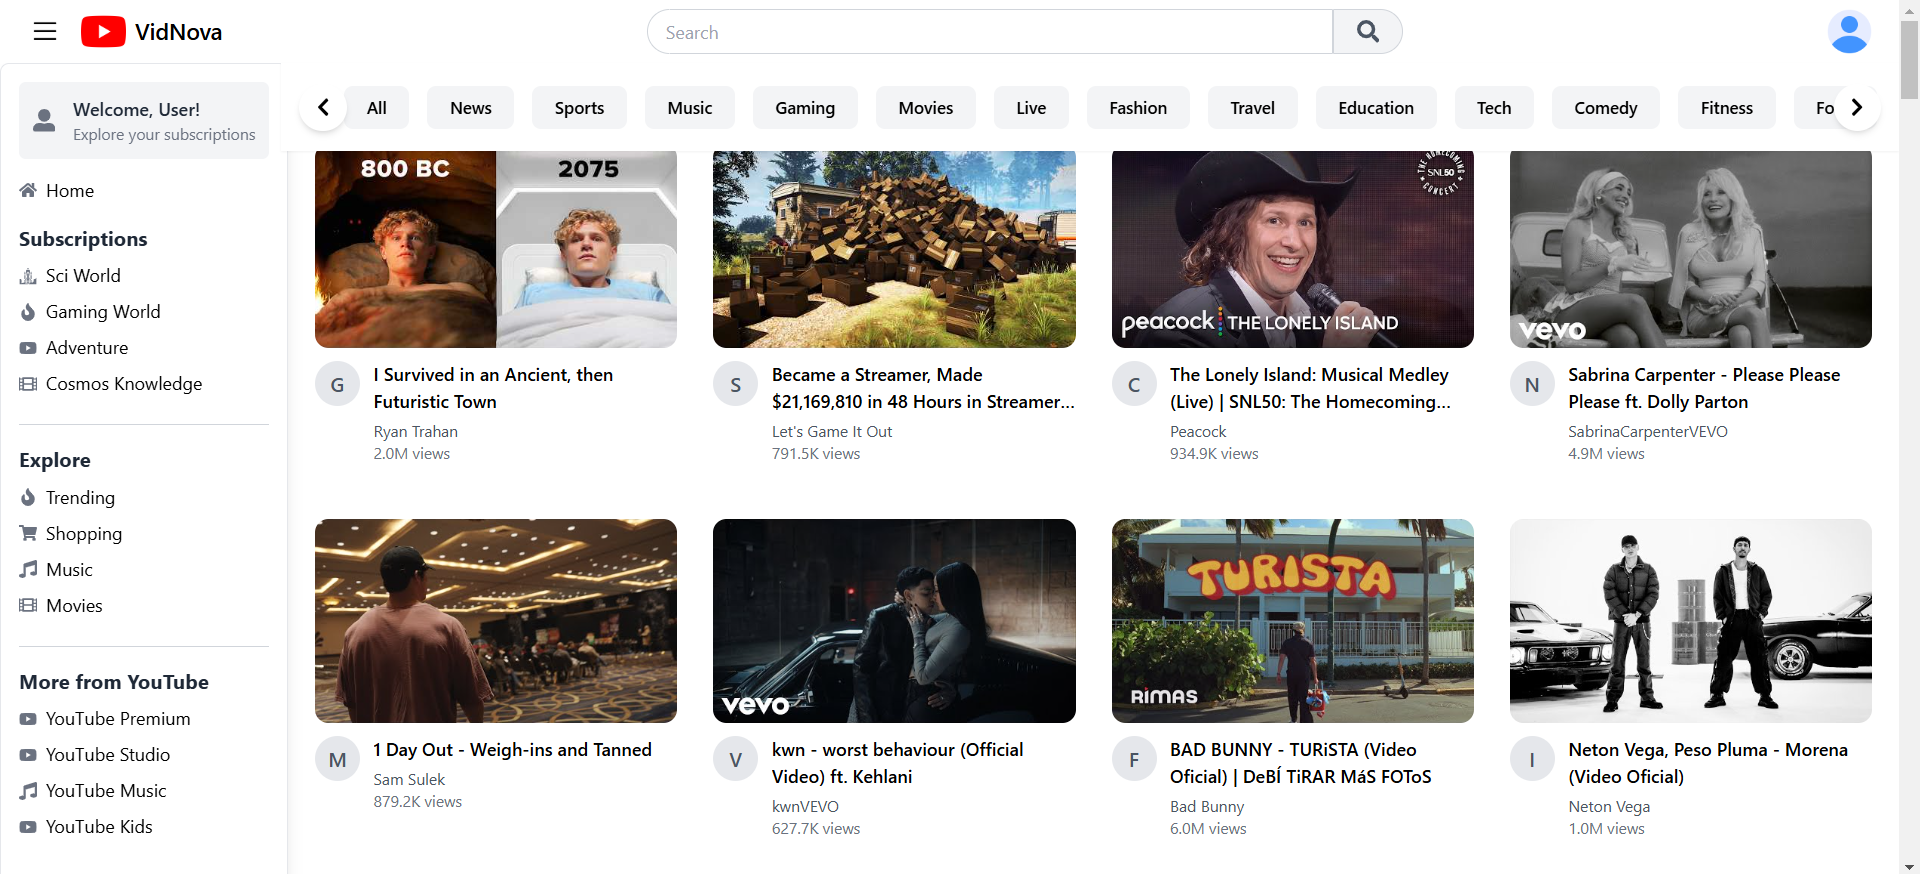 VidNova
Search
Welcome, User!
Explore your subscriptions
Home
Subscriptions
Sci World
Gaming World
Adventure
Cosmos Knowledge
Explore
Trending
Shopping
Music
Movies
More from YouTube
YouTube Premium
YouTube Studio
YouTube Music
YouTube Kids
All
News
Sports
Music
Gaming
Movies
Live
Fashion
Travel
Education
Tech
Comedy
Fitness
Fo
800 BC
2075
G
I Survived in an Ancient, then
Futuristic Town
Ryan Trahan
2.0M views
S
Became a Streamer, Made
$21,169,810 in 48 Hours in Streamer...
Let's Game It Out
791.5K views
THE HOMECOMING
SNL50
CONCERT
peacock THE LONELY ISLAND
C
The Lonely Island: Musical Medley
(Live) | SNL50: The Homecoming...
Peacock
934.9K views
vevo
N
Sabrina Carpenter - Please Please
Please ft. Dolly Parton
SabrinaCarpenterVEVO
4.9M views
M
1 Day Out - Weigh-ins and Tanned
Sam Sulek
879.2K views
vevo
V
kwn - worst behaviour (Official
Video) ft. Kehlani
kwnVEVO
627.7K views
TURISTA
RIMAS
F
BAD BUNNY - TURiSTA (Video
Oficial) | DeBÍ TiRAR MáS FOToS
Bad Bunny
6.0M views
I
Neton Vega, Peso Pluma - Morena
(Video Oficial)
Neton Vega
1.0M views